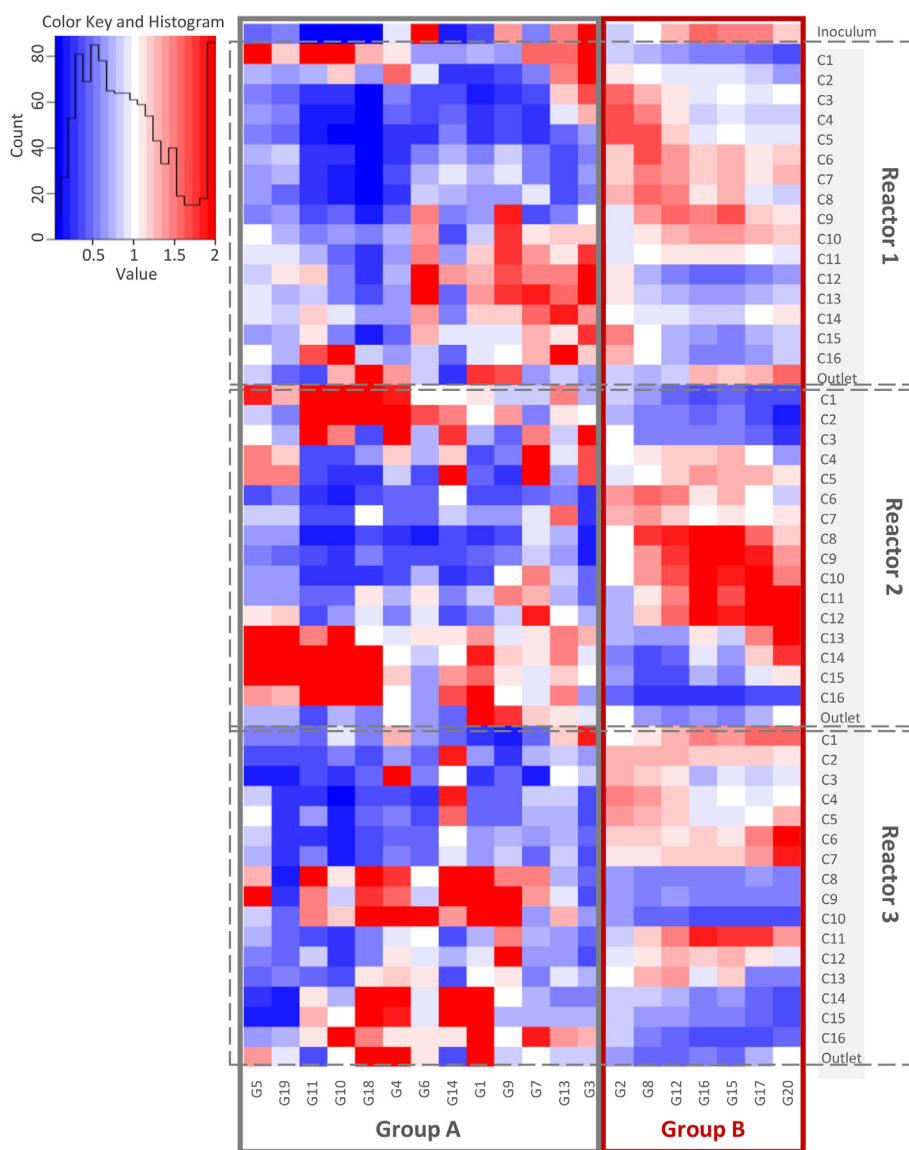 Color Key and Histogram
Count
0 20 40 60 80
0.5 1 1.5 2
Value
Inoculum
Reactor 1
C1
C2
C3
C4
C5
C6
C7
C8
C9
C10
C11
C12
C13
C14
C15
C16
Outlet
Reactor 2
C1
C2
C3
C4
C5
C6
C7
C8
C9
C10
C11
C12
C13
C14
C15
C16
Outlet
Reactor 3
C1
C2
C3
C4
C5
C6
C7
C8
C9
C10
C11
C12
C13
C14
C15
C16
Outlet
G5 G19 G11 G10 G18 G4 G6 G14 G1 G9 G7 G13 G3 G2 G8 G12 G16 G15 G17 G20
Group A Group B